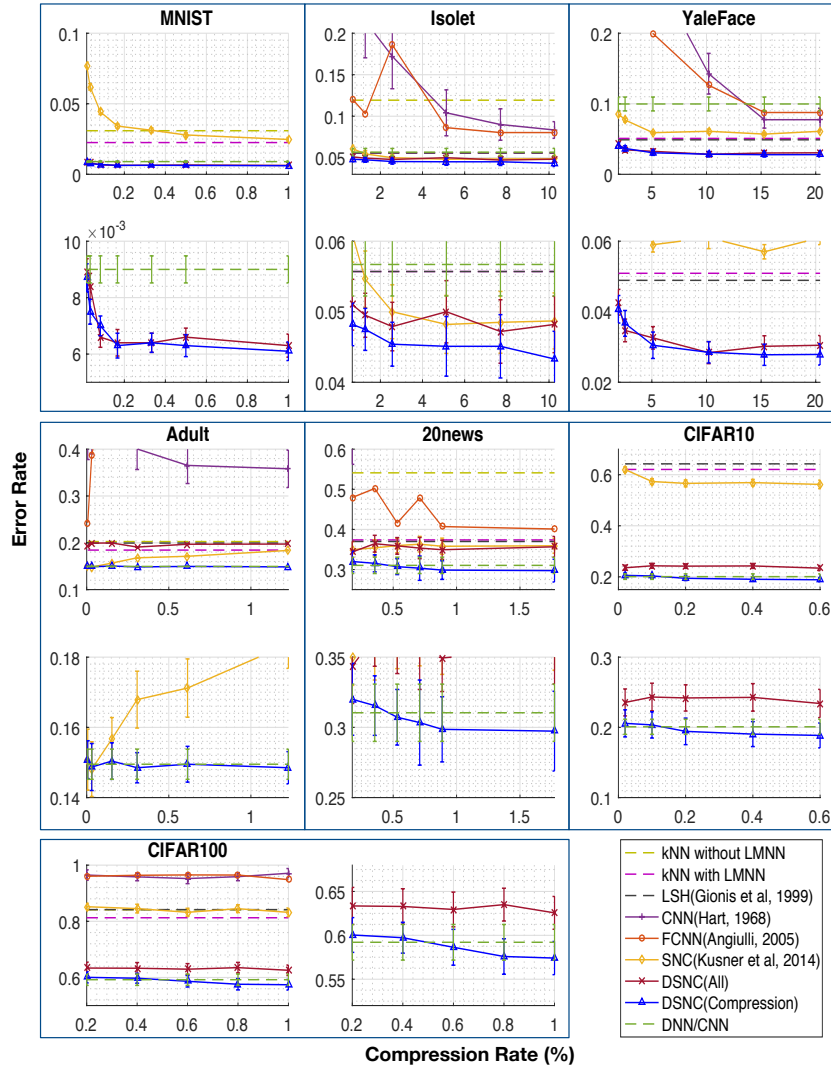 MNIST Isolet YaleFace
0.1 0.2 0.2
0.15
0.05 0.1 0.1
0.05
0 0
0.2 0.4 0.6 0.8 1 2 4 6 8 10 5 10 15 20
×10-3
10 0.06 0.06
8 0.05 0.04
6 0.04 0.02
0.2 0.4 0.6 0.8 1 2 4 6 8 10 5 10 15 20
Adult 20news CIFAR10
0.4 0.6
0.5 0.6
0.3
0.4 0.4
0.2
0.3 0.2
0.1
0 0.5 1 0.5 1 1.5 0 0.2 0.4 0.6
0.18 0.35 0.3
0.16 0.3 0.2
0.14 0.25 0.1
0 0.5 1 0.5 1 1.5 0 0.2 0.4 0.6
CIFAR100
1
0.65
0.8
0.6
0.6 0.55
0.2 0.4 0.6 0.8 1 0.2 0.4 0.6 0.8 1
kNN without LMNN
kNN with LMNN
LSH(Gionis et al, 1999)
CNN(Hart, 1968)
FCNN(Angiulli, 2005)
SNC(Kusner et al, 2014)
DSNC(All)
DSNC(Compression)
DNN/CNN
Error Rate
Compression Rate (%)